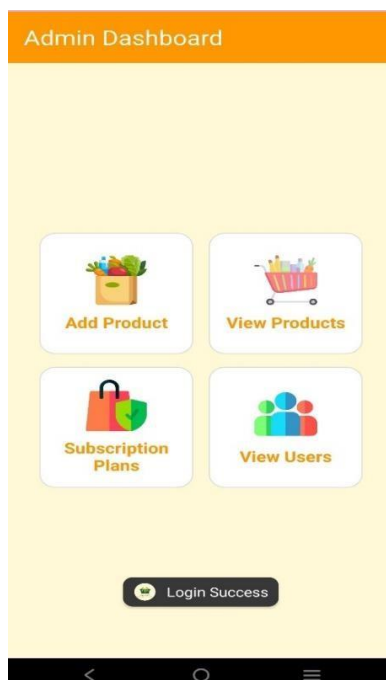 Admin Dashboard
Add Product
View Products
Subscription
Plans
View Users
Login Success